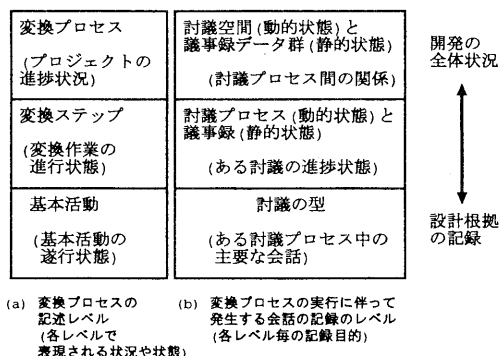 変換プロセス
(プロジェクトの
進捗状況)
討議空間(動的状態)と
議事録データ群(静的状態)
(討議プロセス間の関係)
開発の
全体状況
変換ステップ
(変換作業の
進行状態)
討議プロセス(動的状態)と
議事録(静的状態)
(ある討議の進捗状態)
基本活動
(基本活動の
遂行状態)
討議の型
(ある討議プロセス中の
主要な会話)
設計根拠
の記録
(a) 変換プロセスの
記述レベル
(各レベルで
表現される状況や状態)
(b) 変換プロセスの実行に伴って
発生する会話の記録のレベル
(各レベル毎の記録目的)